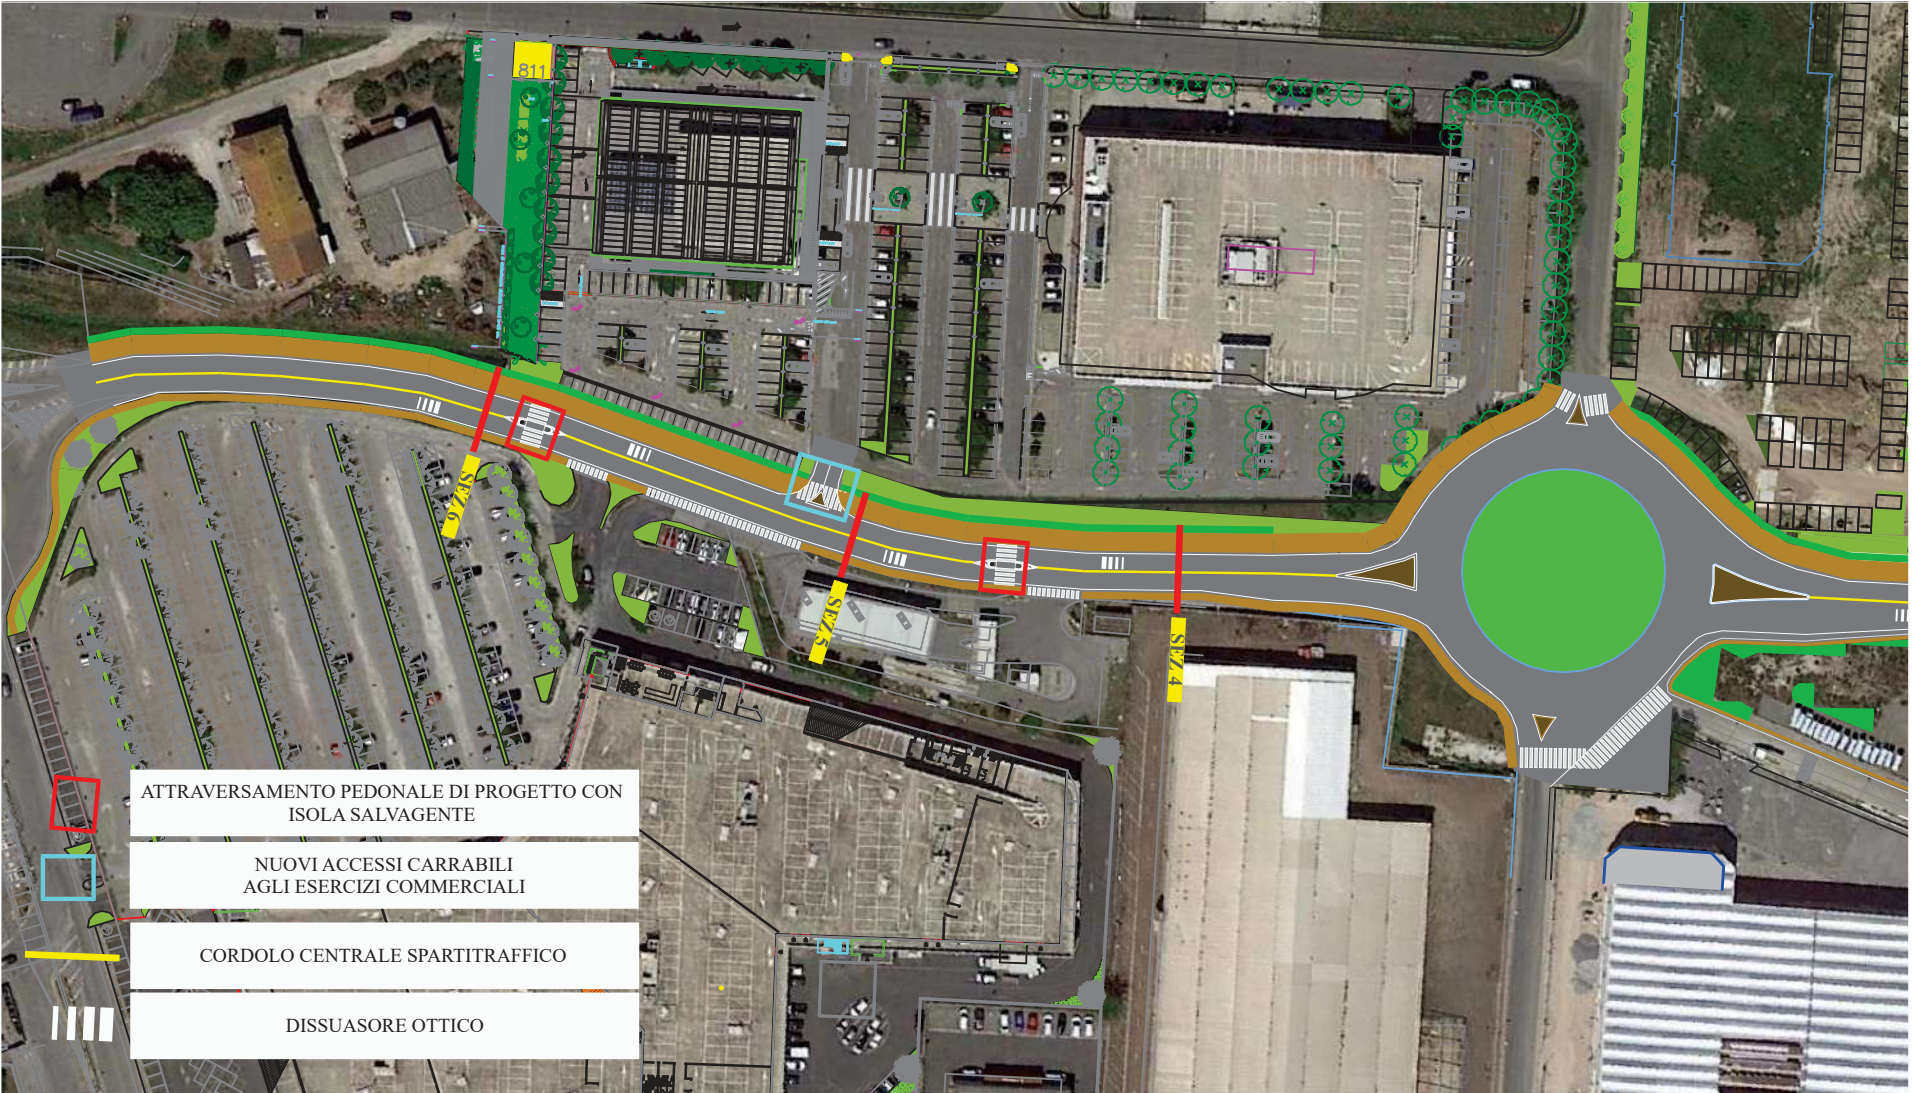 811
SEZ.6
SEZ.5
SEZ.4
ATTRAVERSAMENTO PEDONALE DI PROGETTO CON
ISOLA SALVAGENTE
NUOVI ACCESSI CARRABILI
AGLI ESERCIZI COMMERCIALI
CORDOLO CENTRALE SPARTITRAFFICO
DISSUASORE OTTICO